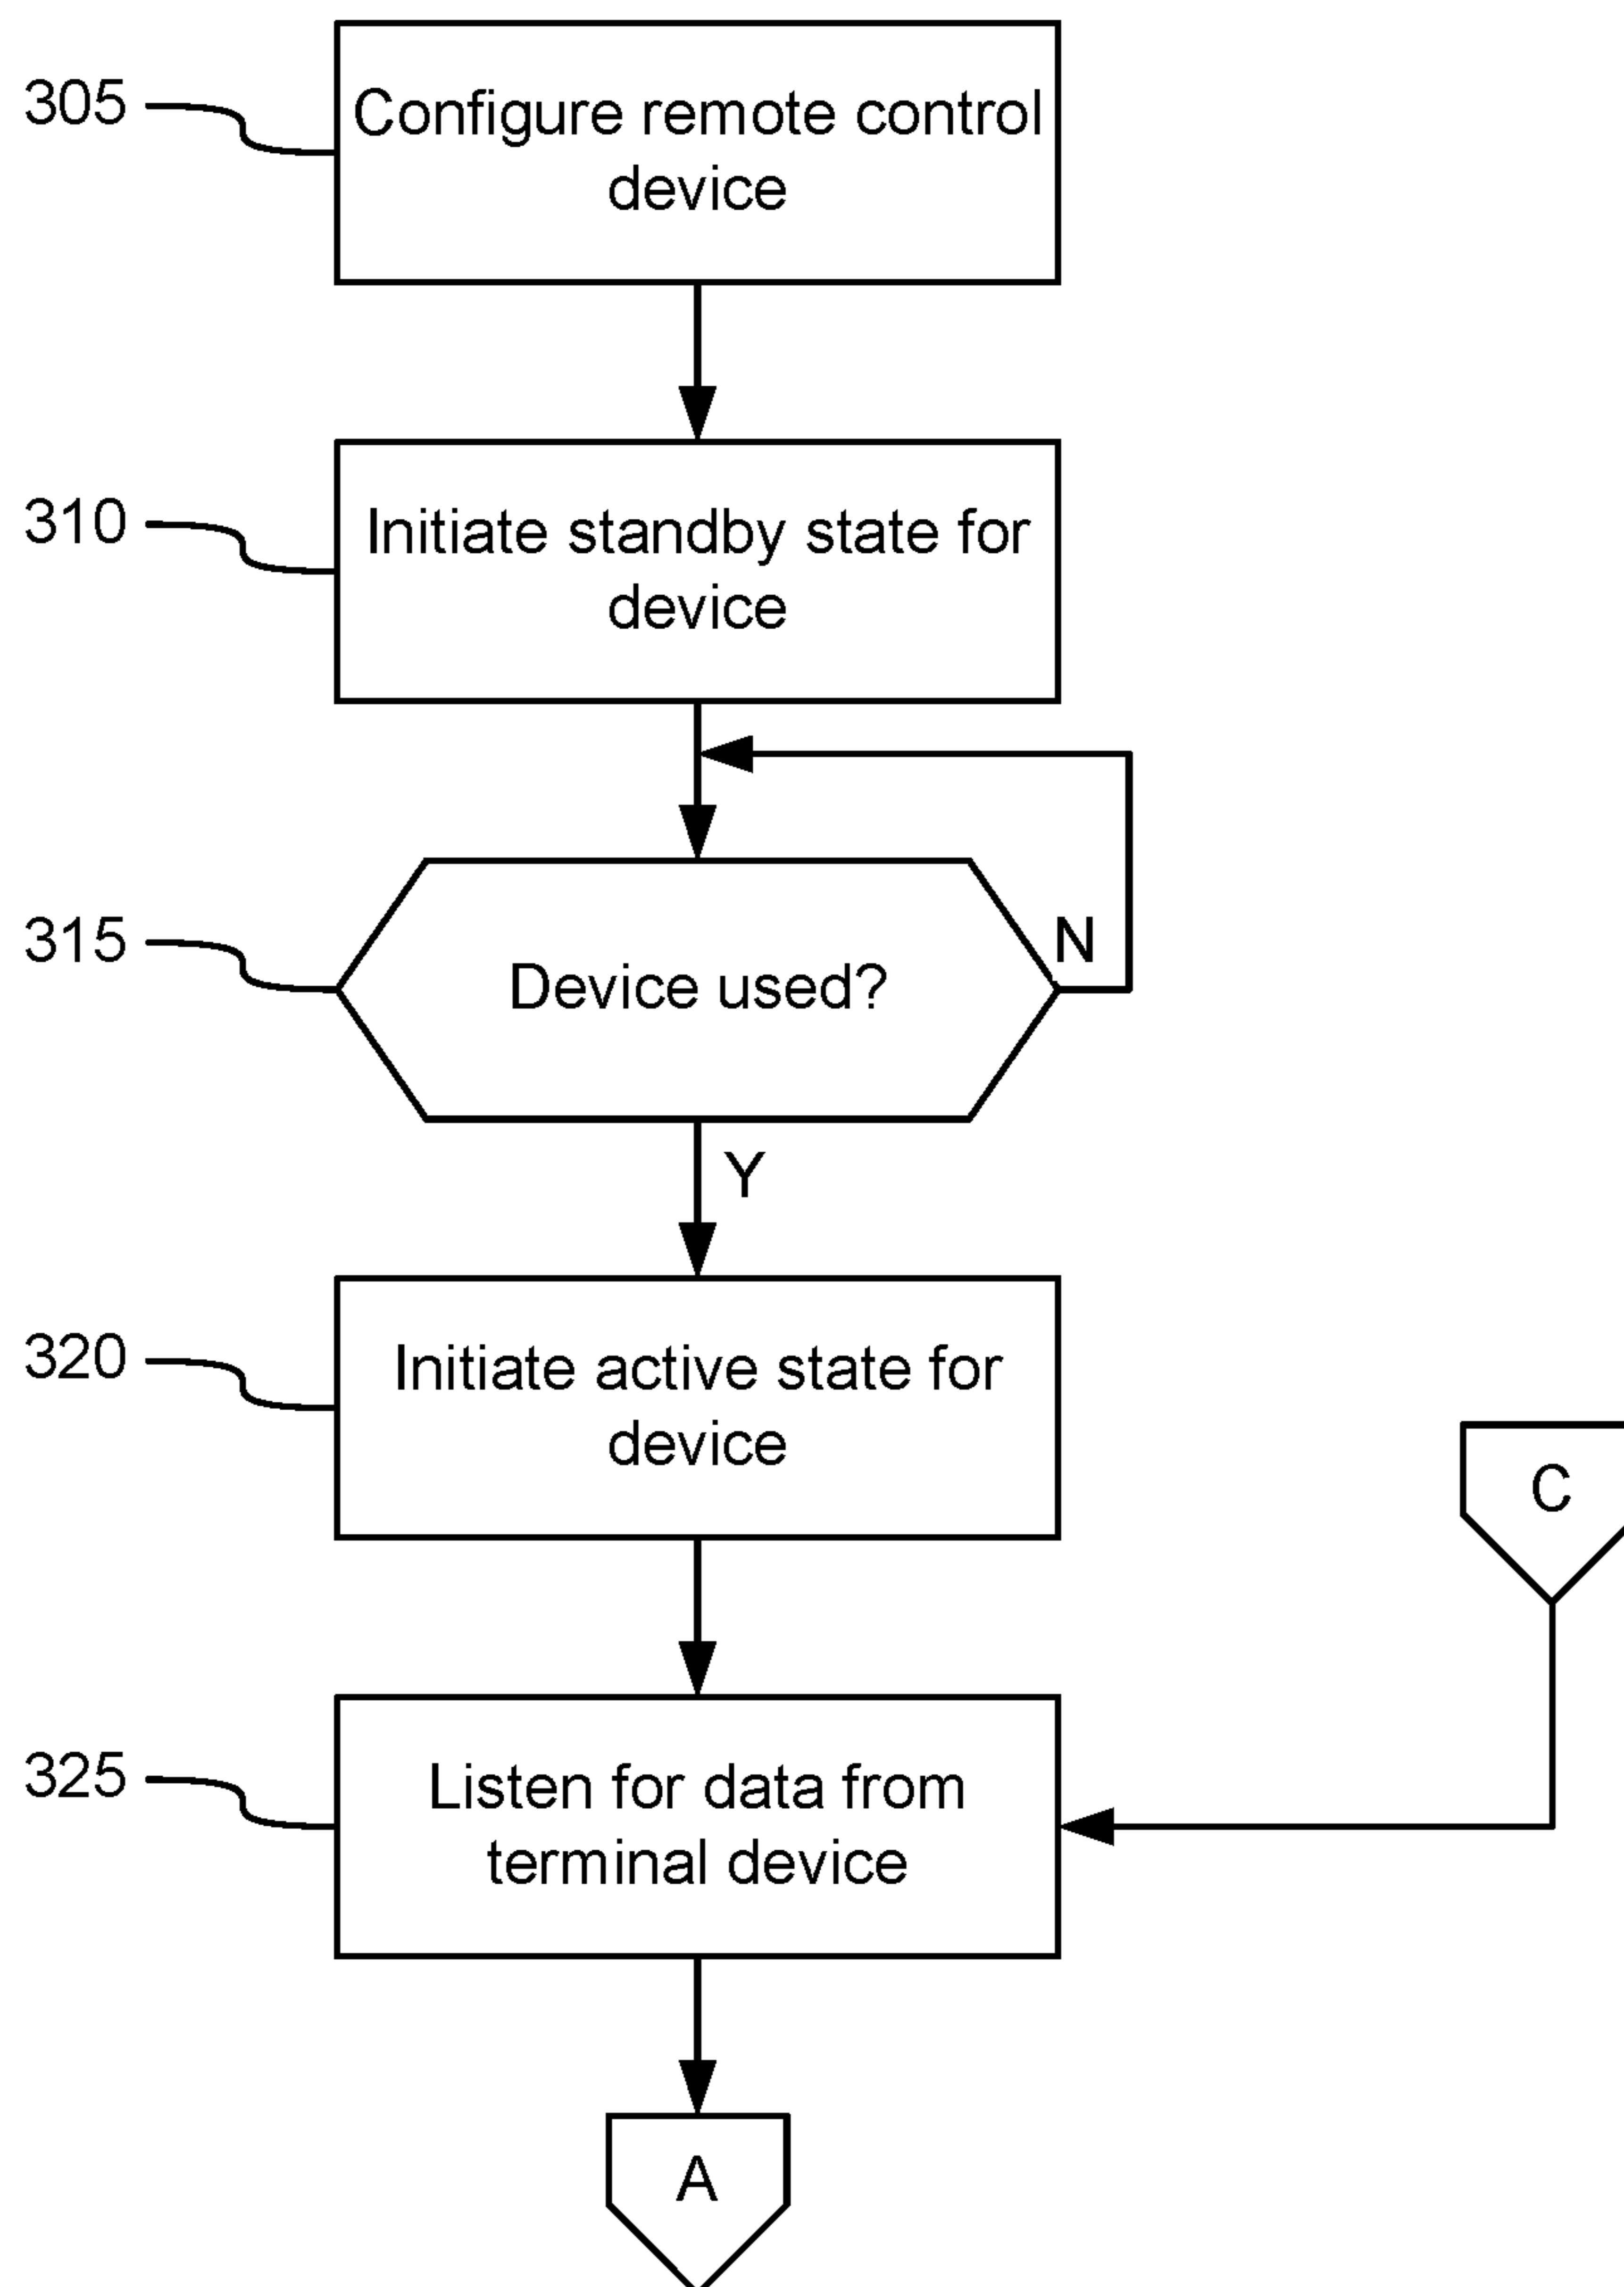 305
Configure remote control
device
310
Initiate standby state for
device
315
Device used?
N
Y
320
Initiate active state for
device
C
325
Listen for data from
terminal device
A